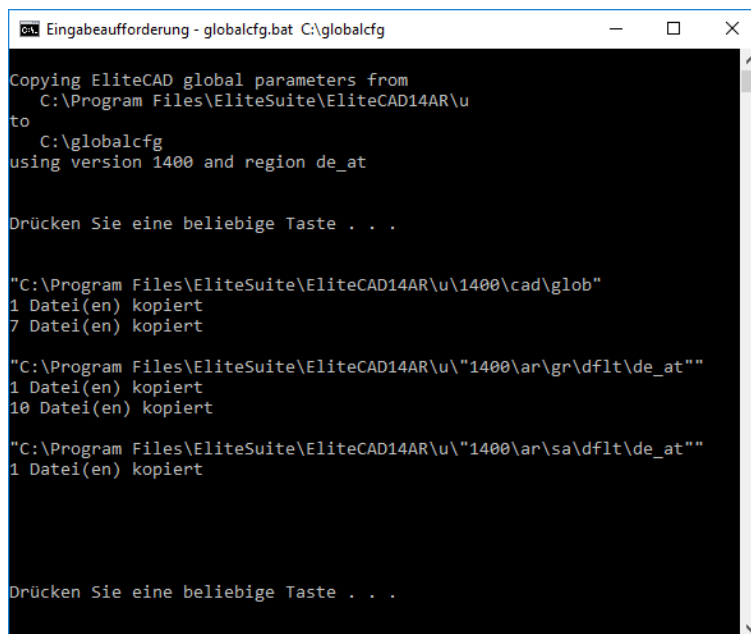 Eingabeaufforderung - globalcfg.bat C:\globalcfg
Copying EliteCAD global parameters from
C:\Program Files\EliteSuite\EliteCAD14AR\u
to
C:\globalcfg
using version 1400 and region de_at
Drücken Sie eine beliebige Taste . . .
"C:\Program Files\EliteSuite\EliteCAD14AR\u\1400\cad\glob"
1 Datei(en) kopiert
7 Datei(en) kopiert
"C:\Program Files\EliteSuite\EliteCAD14AR\u\"1400\ar\gr\dflt\de_at""
1 Datei(en) kopiert
10 Datei(en) kopiert
"C:\Program Files\EliteSuite\EliteCAD14AR\u\"1400\ar\sa\dflt\de_at""
1 Datei(en) kopiert
Drücken Sie eine beliebige Taste . . .